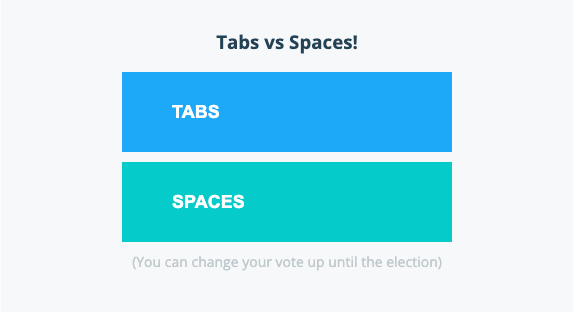 Tabs vs Spaces!
TABS
SPACES
(You can change your vote up until the election)